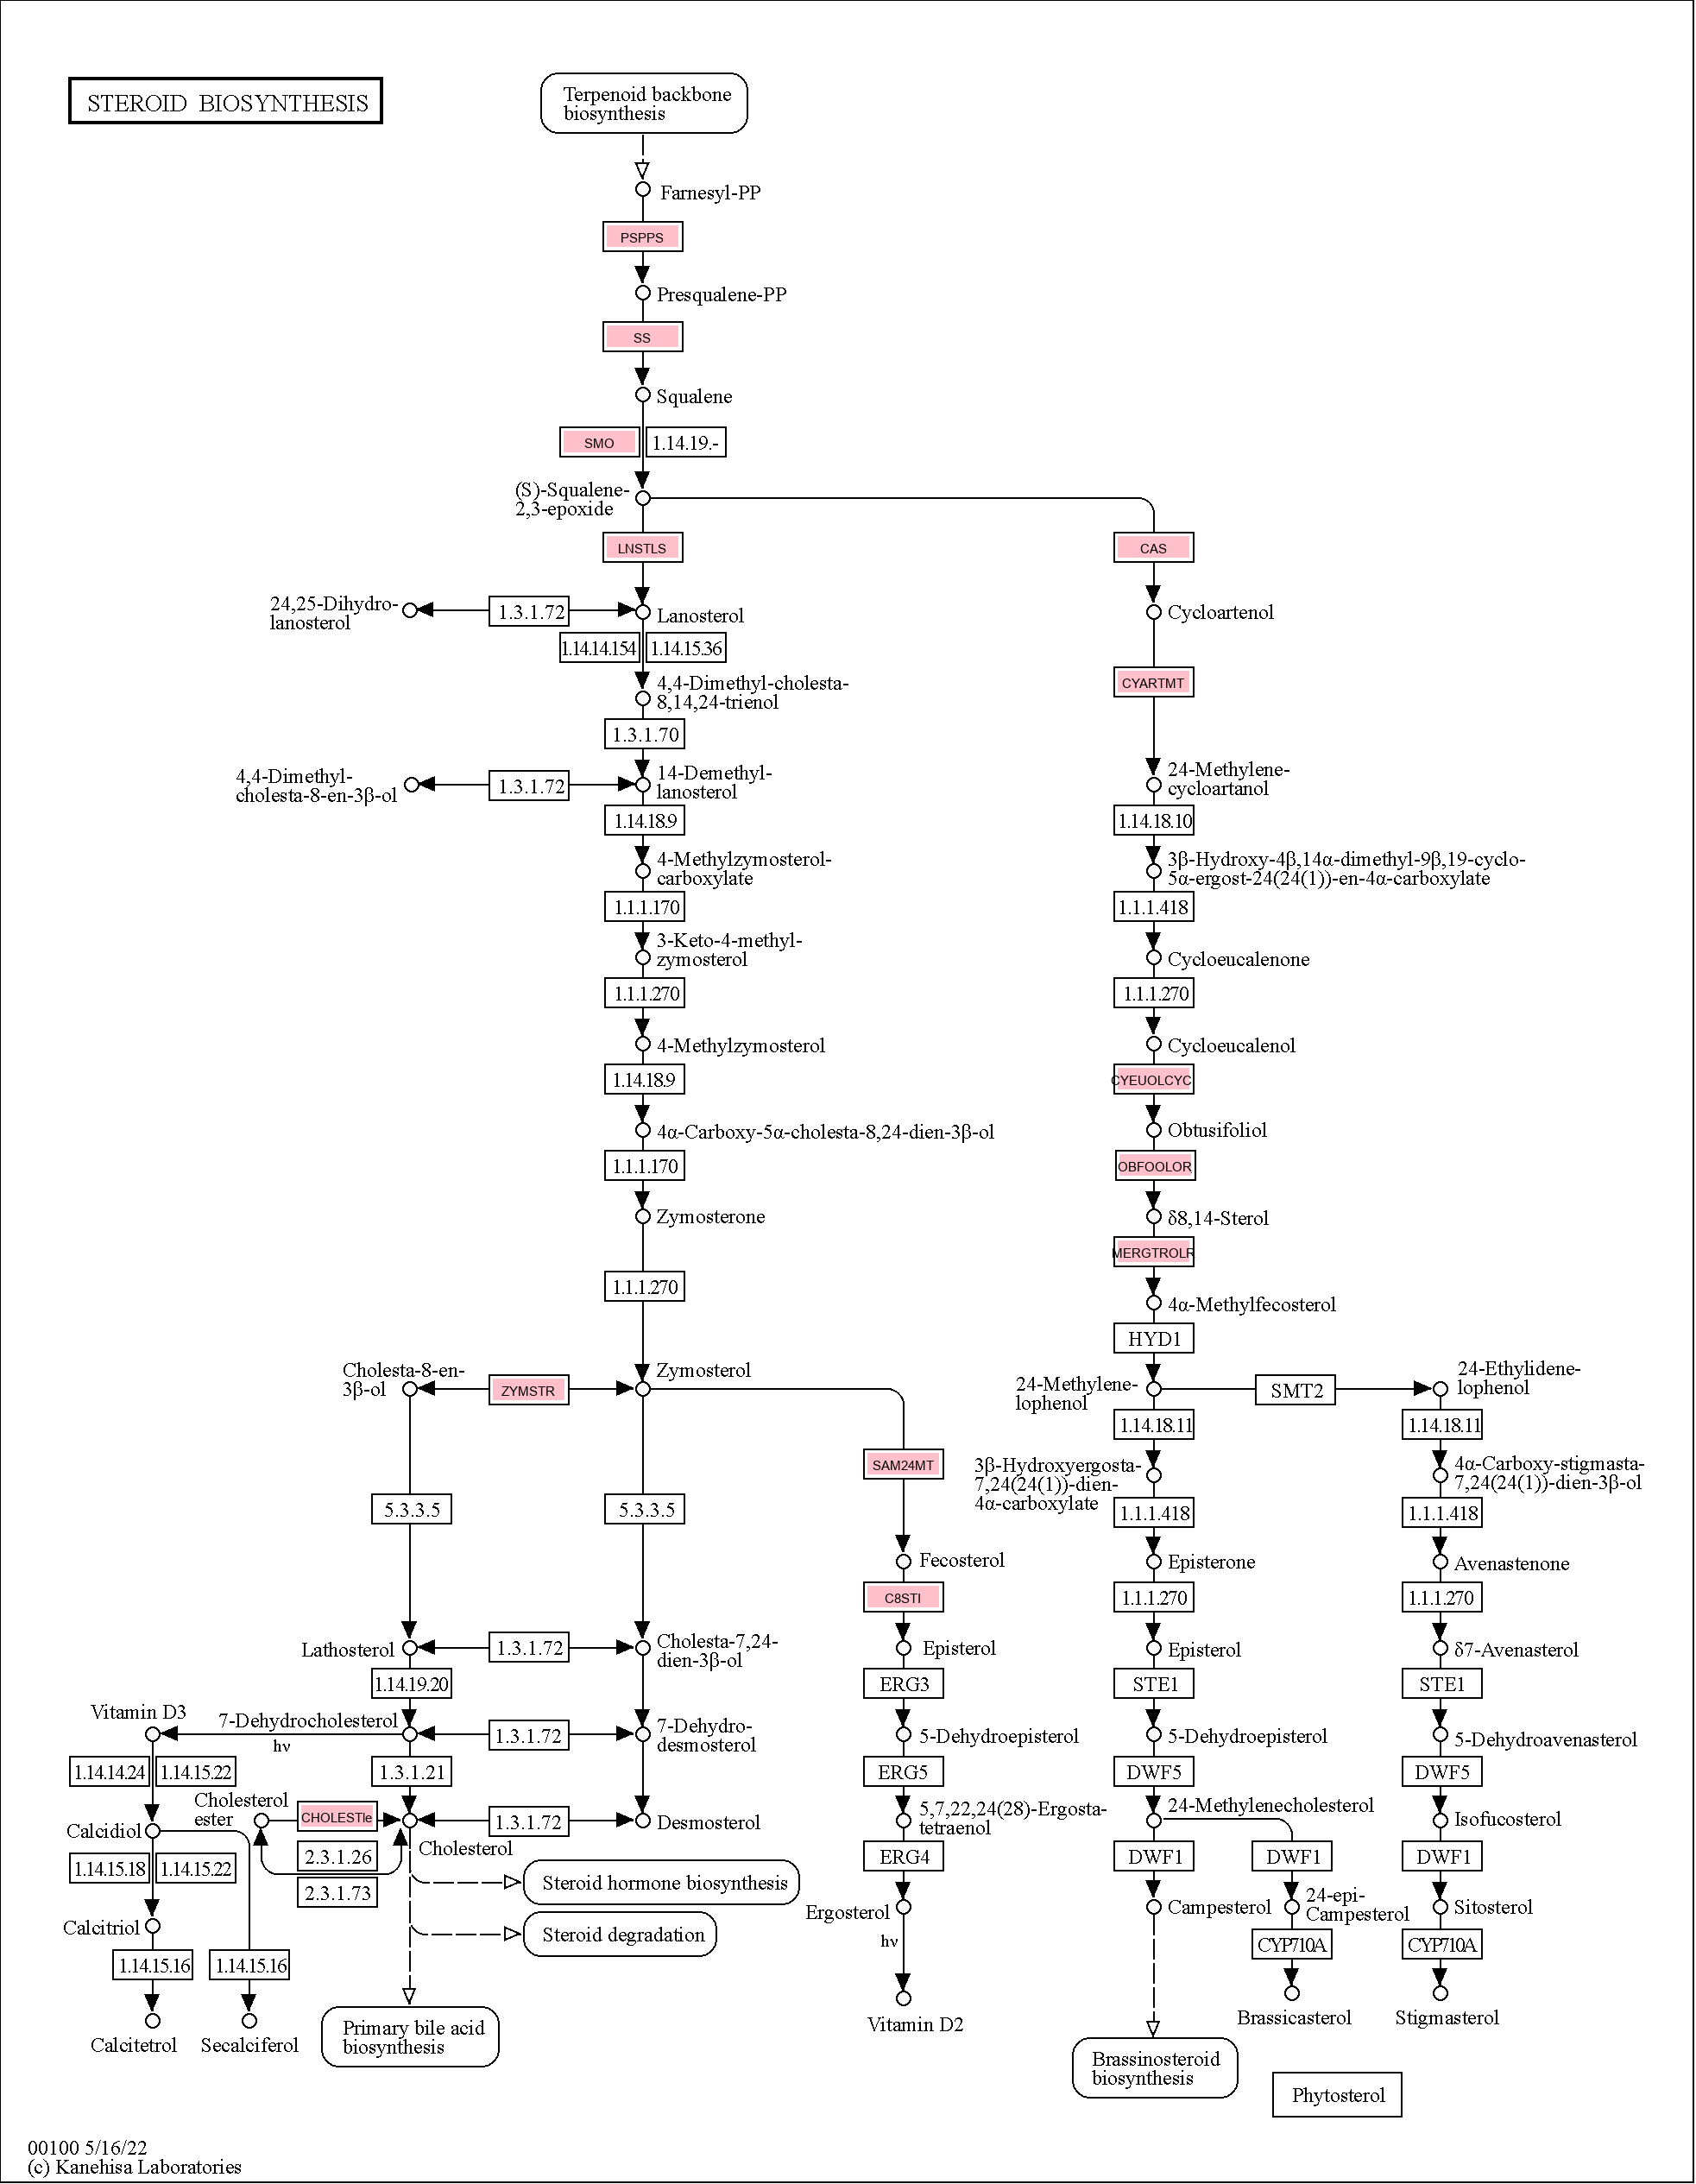 STEROID BIOSYNTHESIS
Terpenoid backbone
biosynthesis
Farnesyl-PP
PSPPS
Presqualene-PP
SS
Squalene
SMO
1.14.19.-
(S)-Squalene-
2,3-epoxide
LNSTLS
CAS
24,25-Dihydro-
lanosterol
1.3.1.72
Lanosterol
Cycloartenol
1.14.14.154
1.14.15.36
4,4-Dimethyl-cholesta-
8,14,24-trienol
CYARTMT
1.3.1.70
4,4-Dimethyl-
cholesta-8-en-3β-ol
1.3.1.72
14-Demethyl-
lanosterol
24-Methylene-
cycloartanol
1.14.18.9
1.14.18.10
4-Methylzymosterol-
carboxylate
3β-Hydroxy-4β,14α-dimethyl-9β,19-cyclo-
5α-ergost-24(24(1))-en-4α-carboxylate
1.1.1.170
1.1.1.418
3-Keto-4-methyl-
zymosterol
Cycloeucalenone
1.1.1.270
1.1.1.270
4-Methylzymosterol
Cycloeucalenol
1.14.18.9
CYEUOLCYC
4α-Carboxy-5α-cholesta-8,24-dien-3β-ol
Obtusifoliol
1.1.1.170
OBFOOLOR
Zymosterone
δ8,14-Sterol
1.1.1.270
MERGTROLR
4α-Methylfecosterol
HYD1
Cholesta-8-en-
3β-ol
ZYMSTR
Zymosterol
24-Methylene-
lophenol
SMT2
24-Ethylidene-
lophenol
1.14.18.11
1.14.18.11
SAM24MT
3β-Hydroxyergosta-
7,24(24(1))-dien-
4α-carboxylate
4α-Carboxy-stigmasta-
7,24(24(1))-dien-3β-ol
5.3.3.5
5.3.3.5
1.1.1.418
1.1.1.418
Fecosterol
Episterone
Avenastenone
C8STI
1.1.1.270
1.1.1.270
Lathosterol
1.3.1.72
Cholesta-7,24-
dien-3β-ol
Episterol
Episterol
δ7-Avenasterol
1.14.19.20
ERG3
STE1
STE1
Vitamin D3
7-Dehydrocholesterol
hν
1.3.1.72
7-Dehydro-
desmosterol
5-Dehydroepisterol
5-Dehydroepisterol
5-Dehydroavenasterol
1.14.14.24
1.14.15.22
1.3.1.21
ERG5
DWF5
DWF5
Cholesterol
ester
CHOLESTle
1.3.1.72
Desmosterol
5,7,22,24(28)-Ergosta-
tetraenol
24-Methylenecholesterol
Isofucosterol
Calcidiol
Cholesterol
1.14.15.18
1.14.15.22
2.3.1.26
ERG4
DWF1
DWF1
DWF1
2.3.1.73
Steroid hormone biosynthesis
Ergosterol
Campesterol
24-epi-
Campesterol
Sitosterol
Calcitriol
Steroid degradation
hν
CYP710A
CYP710A
1.14.15.16
1.14.15.16
Calcitetrol
Secalciferol
Primary bile acid
biosynthesis
Vitamin D2
Brassicasterol
Stigmasterol
Brassinosteroid
biosynthesis
Phytosterol
00100 5/16/22
(c) Kanehisa Laboratories